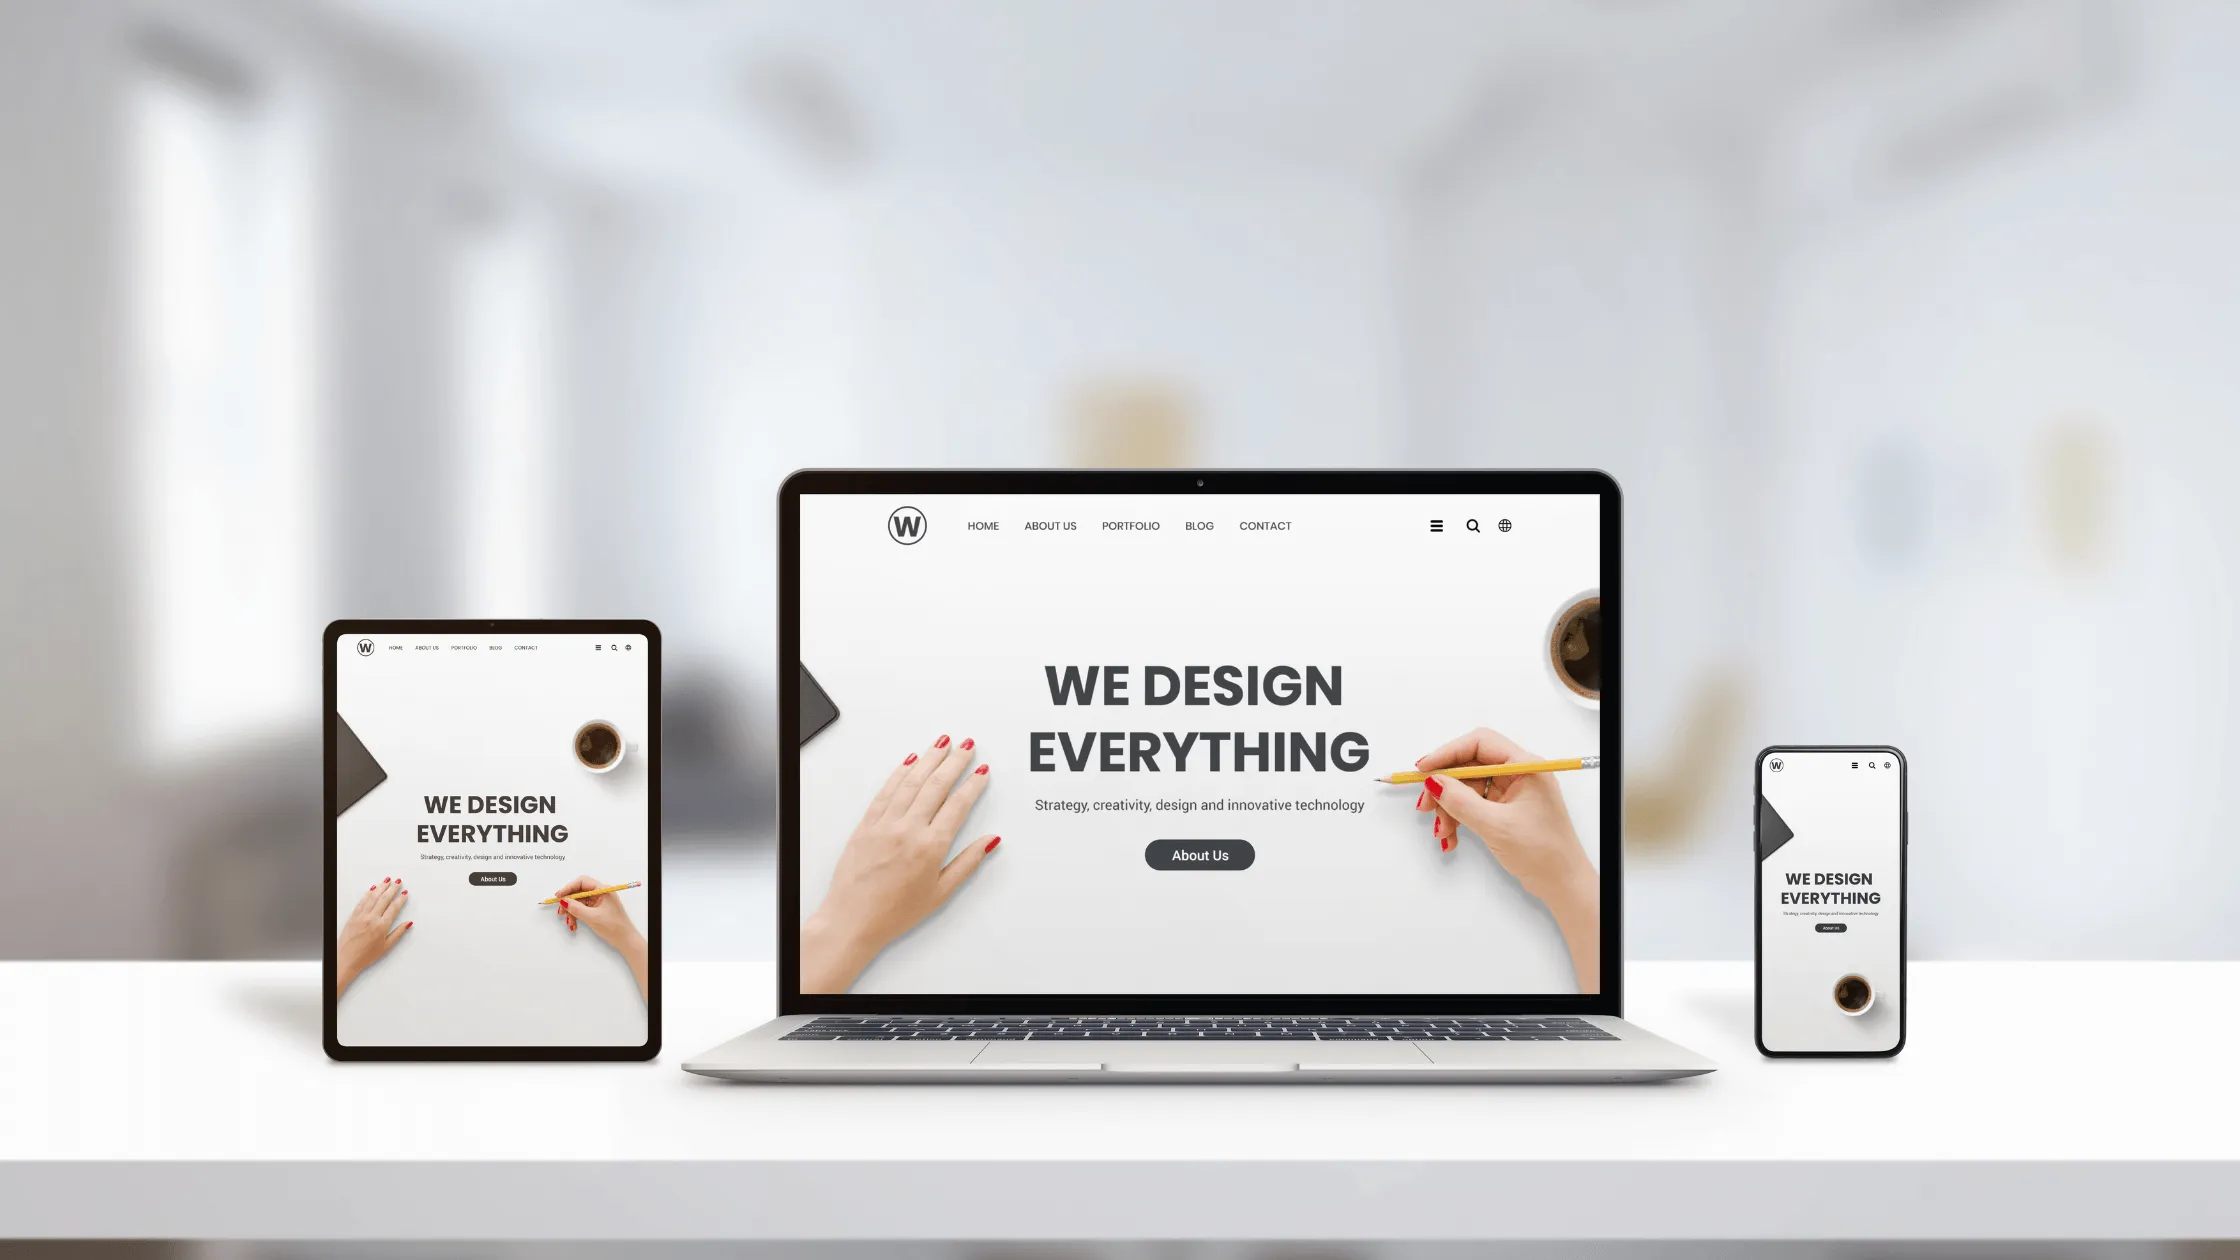 W HOME ABOUT US PORTFOLIO BLOG CONTACT
WE DESIGN
EVERYTHING
Strategy, creativity, design and innovative technology
About Us
W HOME ABOUT US PORTFOLIO BLOG CONTACT
WE DESIGN
EVERYTHING
Strategy, creativity, design and innovative technology
About Us
W
WE DESIGN
EVERYTHING
Strategy, creativity, design and innovative technology
About Us